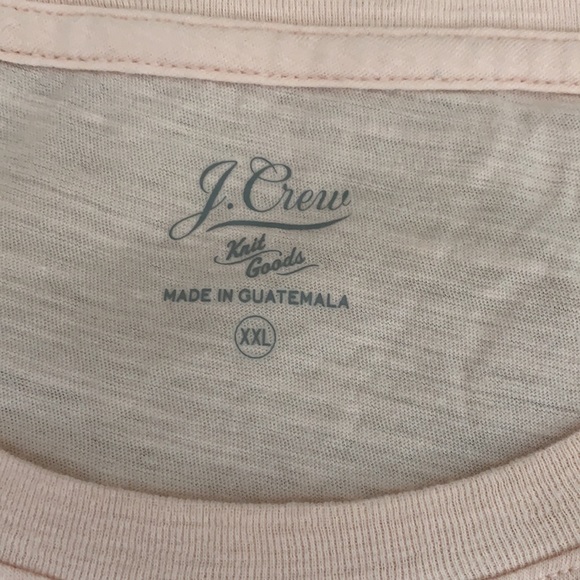 J.Crew
Knit
Goods
MADE IN GUATEMALA
XXL